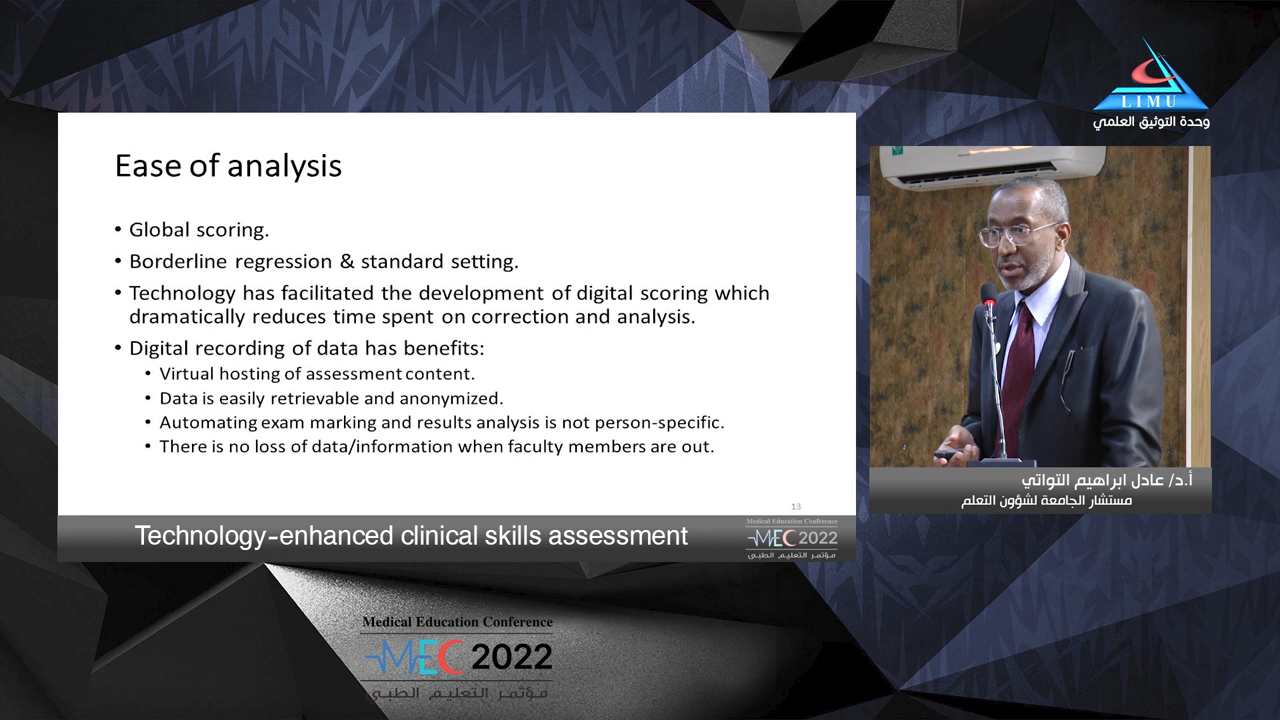 LIMU
وحدة التوثيق العلمي
Ease of analysis
• Global scoring.
• Borderline regression & standard setting.
• Technology has facilitated the development of digital scoring which
dramatically reduces time spent on correction and analysis.
• Digital recording of data has benefits:
• Virtual hosting of assessment content.
• Data is easily retrievable and anonymized.
• Automating exam marking and results analysis is not person-specific.
• There is no loss of data/information when faculty members are out.
13
Technology-enhanced clinical skills assessment
Medical Education Conference
MEC 2022
مؤتمر التعليم الطبي
أ.د/ عادل ابراهيم التواتي
مستشار الجامعة لشؤون التعلم
Medical Education Conference
MEC 2022
مؤتمر التعليم الطبي